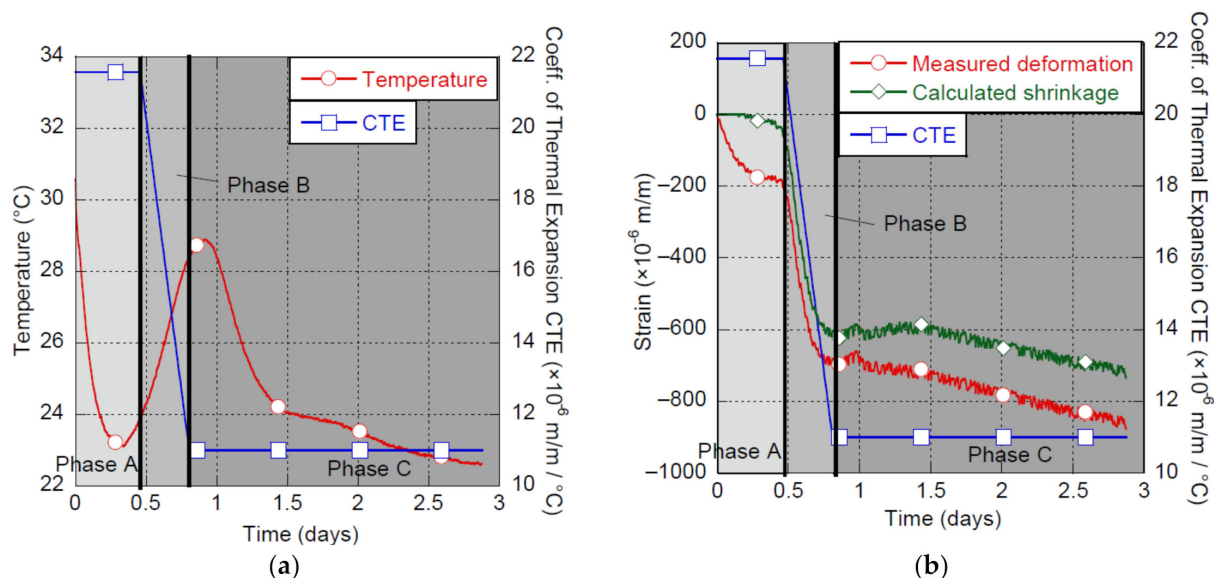 34
32
30
28
26
24
22
Temperature (°C)
0
0.5
1
1.5
2
2.5
3
Time (days)
22
20
18
16
14
12
10
Coeff. of Thermal Expansion CTE (×10⁻⁶ m/m / °C)
Temperature
CTE
Phase A
Phase B
Phase C
(a)
200
0
−200
−400
−600
−800
−1000
Strain (×10⁻⁶ m/m)
0
0.5
1
1.5
2
2.5
3
Time (days)
22
20
18
16
14
12
10
Coeff. of Thermal Expansion CTE (×10⁻⁶ m/m / °C)
Measured deformation
Calculated shrinkage
CTE
Phase A
Phase B
Phase C
(b)